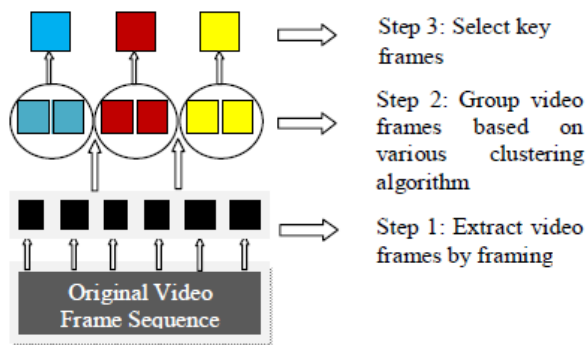 Step 3: Select key
frames
Step 2: Group video
frames based on
various clustering
algorithm
Step 1: Extract video
frames by framing
Original Video
Frame Sequence